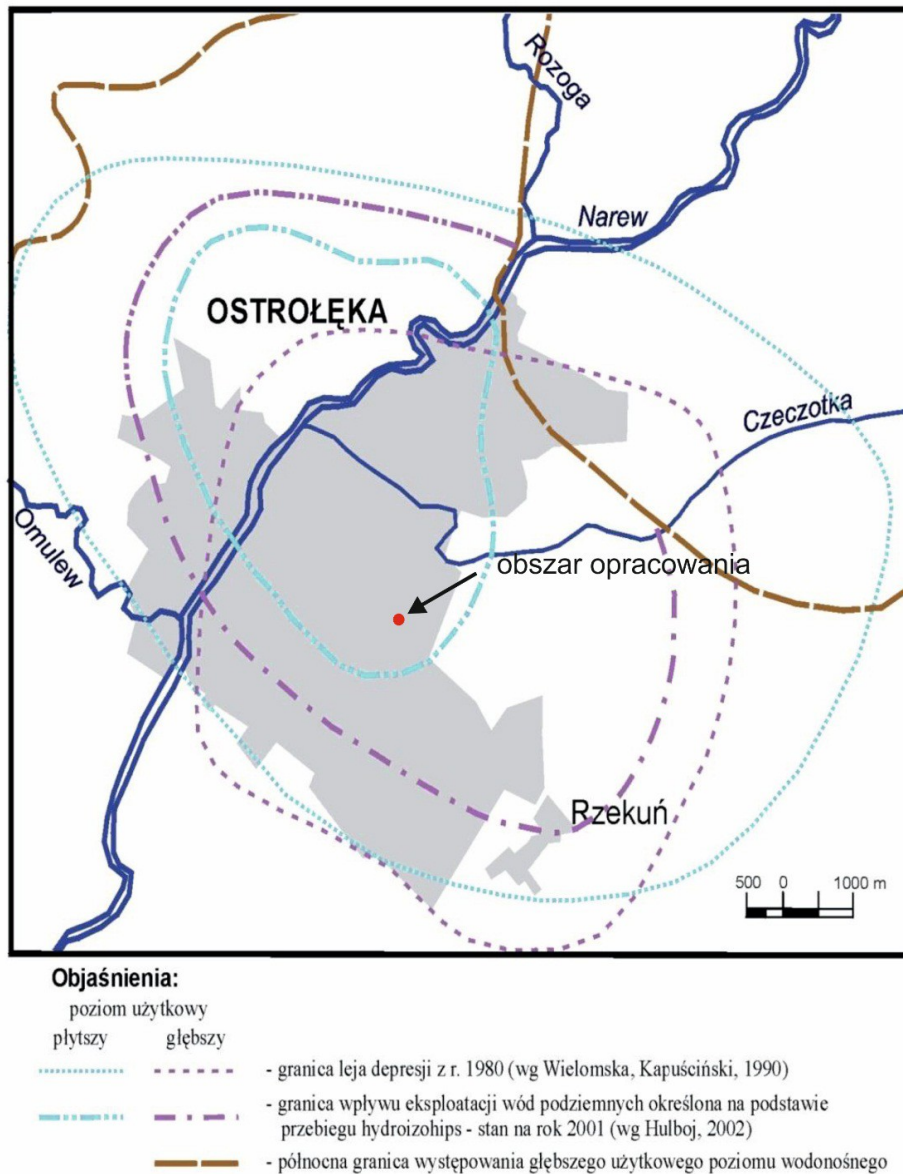 Rozoga
Narew
OSTROŁĘKA
Czeczotka
Omulew
obszar opracowania
Rzekuń
500 0 1000 m
Objaśnienia:
poziom użytkowy
płytszy głębszy
- granica leja depresji z r. 1980 (wg Wielomska, Kapuściński, 1990)
- granica wpływu eksploatacji wód podziemnych określona na podstawie
przebiegu hydroizohips - stan na rok 2001 (wg Hulboj, 2002)
- północna granica występowania głębszego użytkowego poziomu wodonośnego